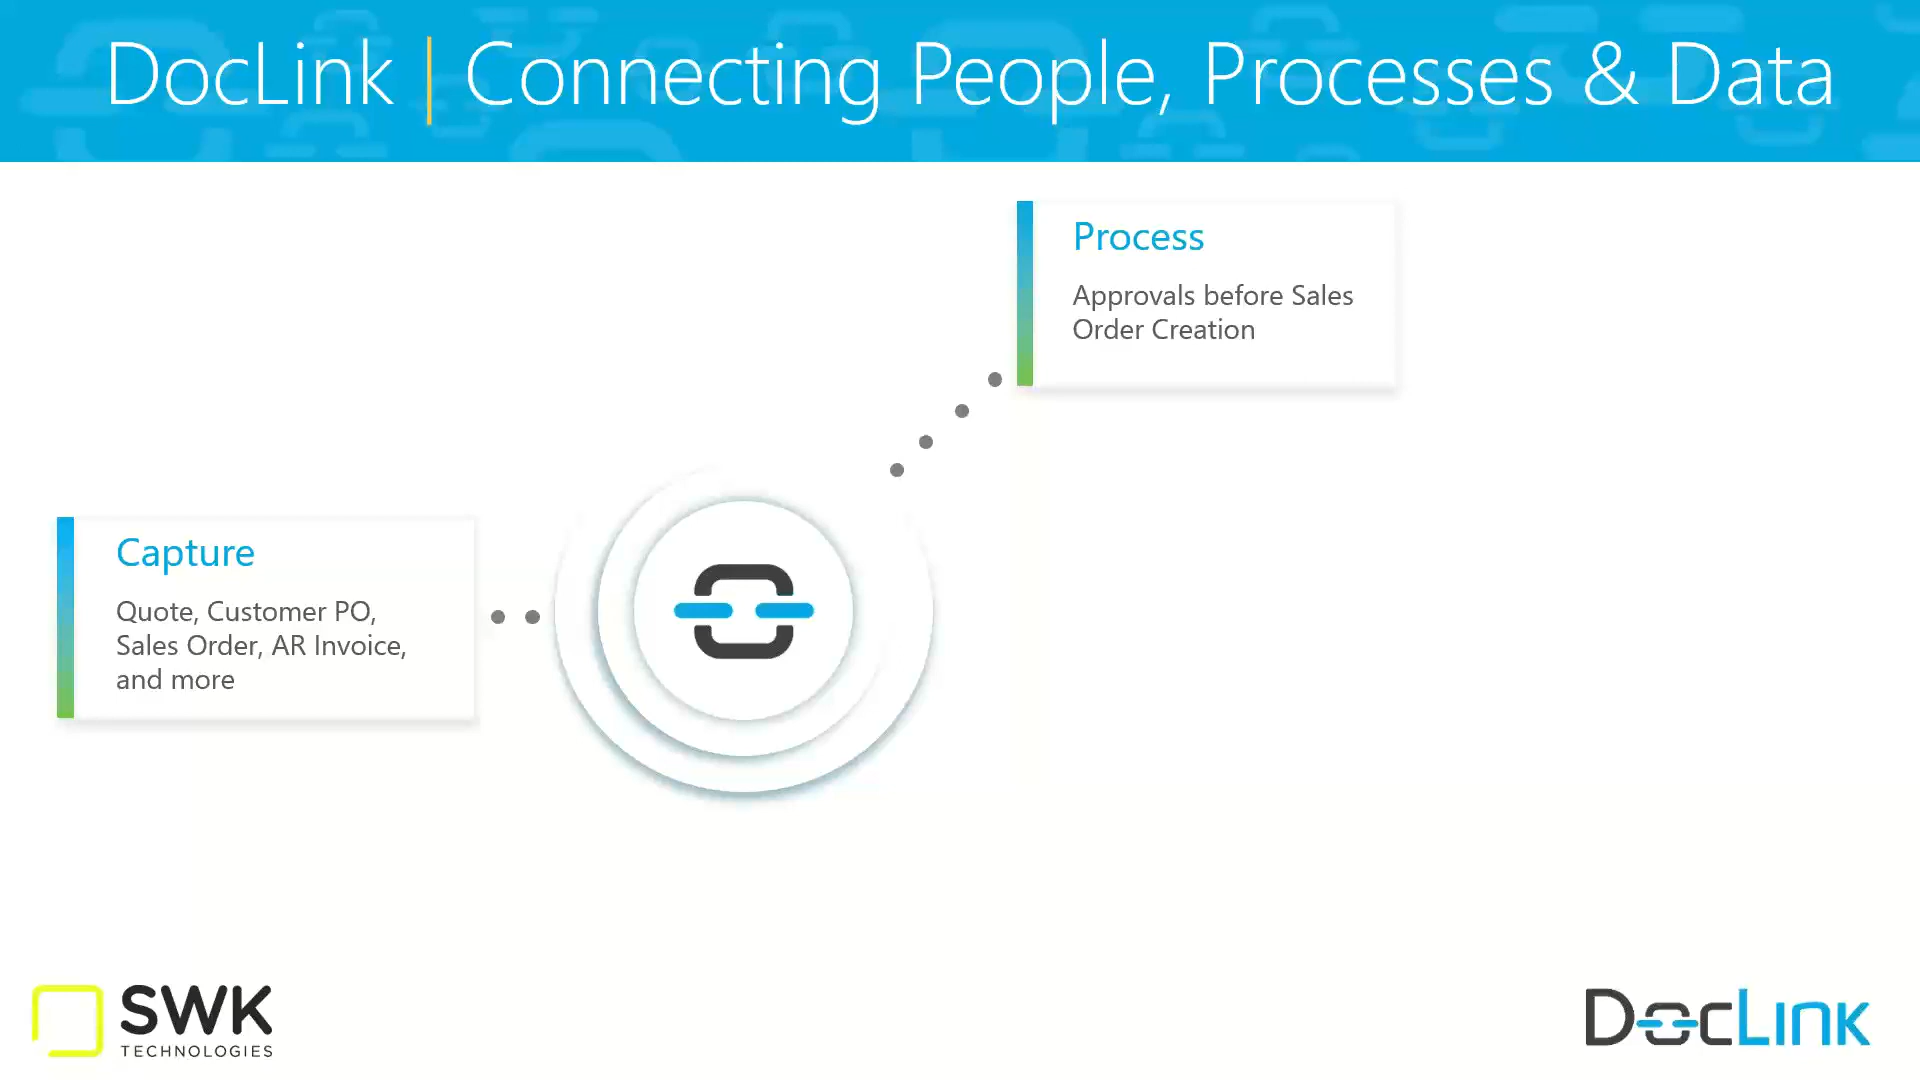 DocLink | Connecting People, Processes & Data
Process
Approvals before Sales
Order Creation
Capture
Quote, Customer PO,
Sales Order, AR Invoice,
and more
SWK
TECHNOLOGIES
DocLink